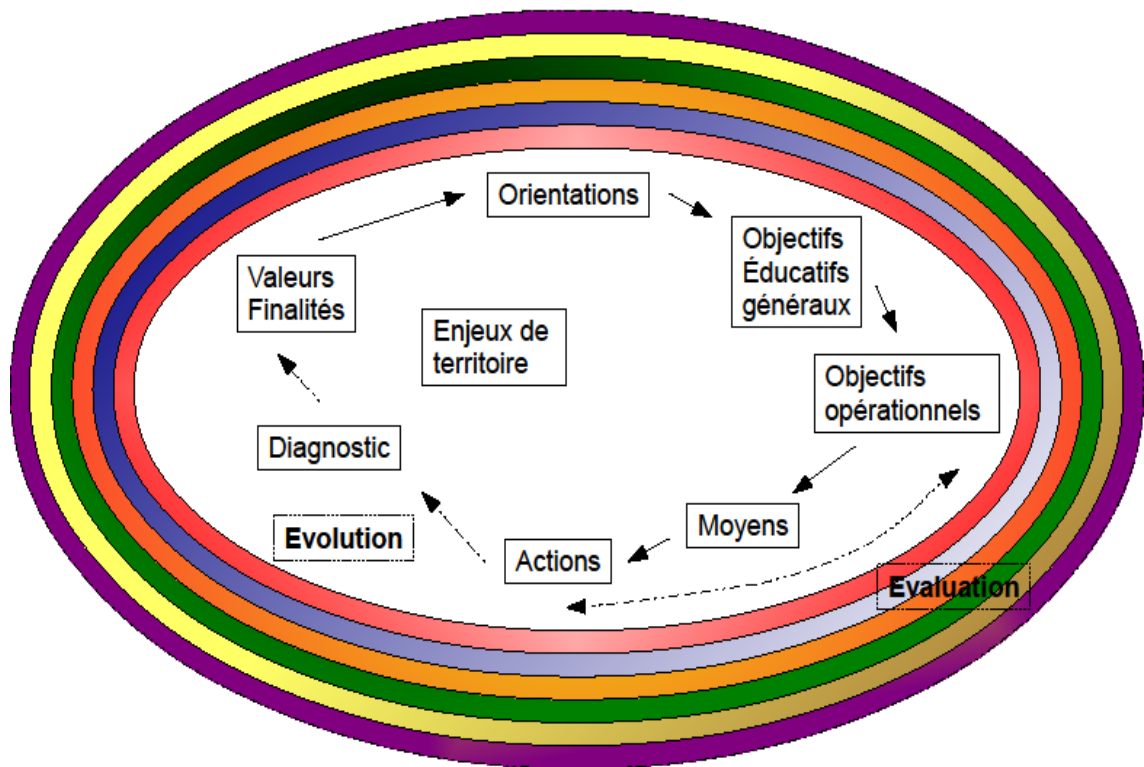 Orientations
Objectifs
Éducatifs
généraux
Valeurs
Finalités
Enjeux de
territoire
Objectifs
opérationnels
Diagnostic
Moyens
Evolution
Actions
Evaluation